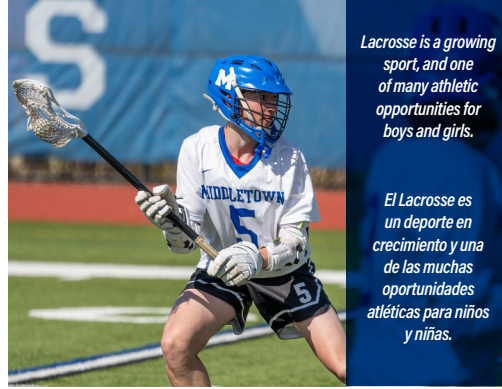 S
M
MIDDLETOWN
5
5
Lacrosse is a growing
sport, and one
of many athletic
opportunities for
boys and girls.
El Lacrosse es
un deporte en
crecimiento y una
de las muchas
oportunidades
atléticas para niños
y niñas.